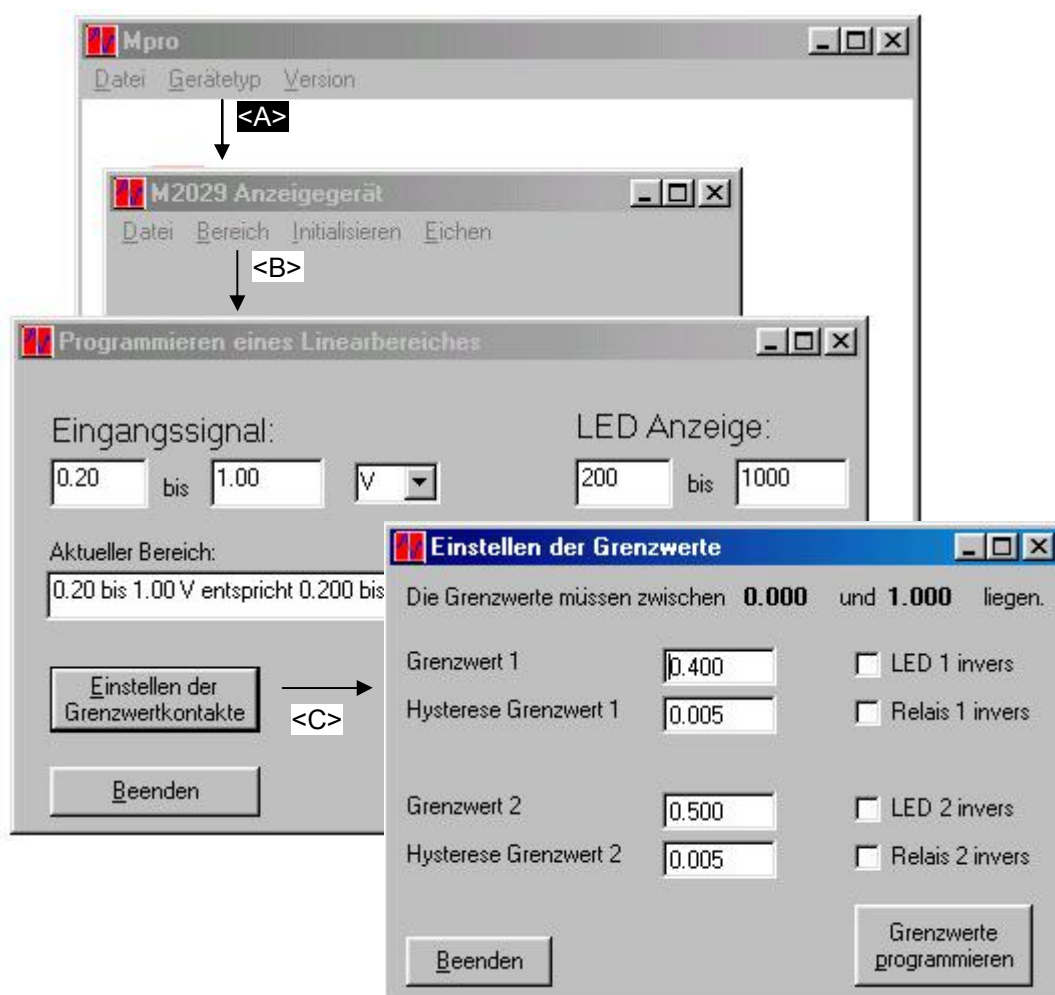 Mpro
Datei Gerätetyp Version
<A>
M2029 Anzeigegerät
Datei Bereich Initialisieren Eichen
<B>
Programmieren eines Linearbereiches
Eingangssignal:
LED Anzeige:
0.20 bis 1.00 V
200 bis 1000
Aktueller Bereich:
0.20 bis 1.00 V entspricht 0.200 bis
Einstellen der
Grenzwertkontakte
<C>
Beenden
Einstellen der Grenzwerte
Die Grenzwerte müssen zwischen 0.000 und 1.000 liegen.
Grenzwert 1 0.400 LED 1 invers
Hysterese Grenzwert 1 0.005 Relais 1 invers
Grenzwert 2 0.500 LED 2 invers
Hysterese Grenzwert 2 0.005 Relais 2 invers
Beenden
Grenzwerte
programmieren